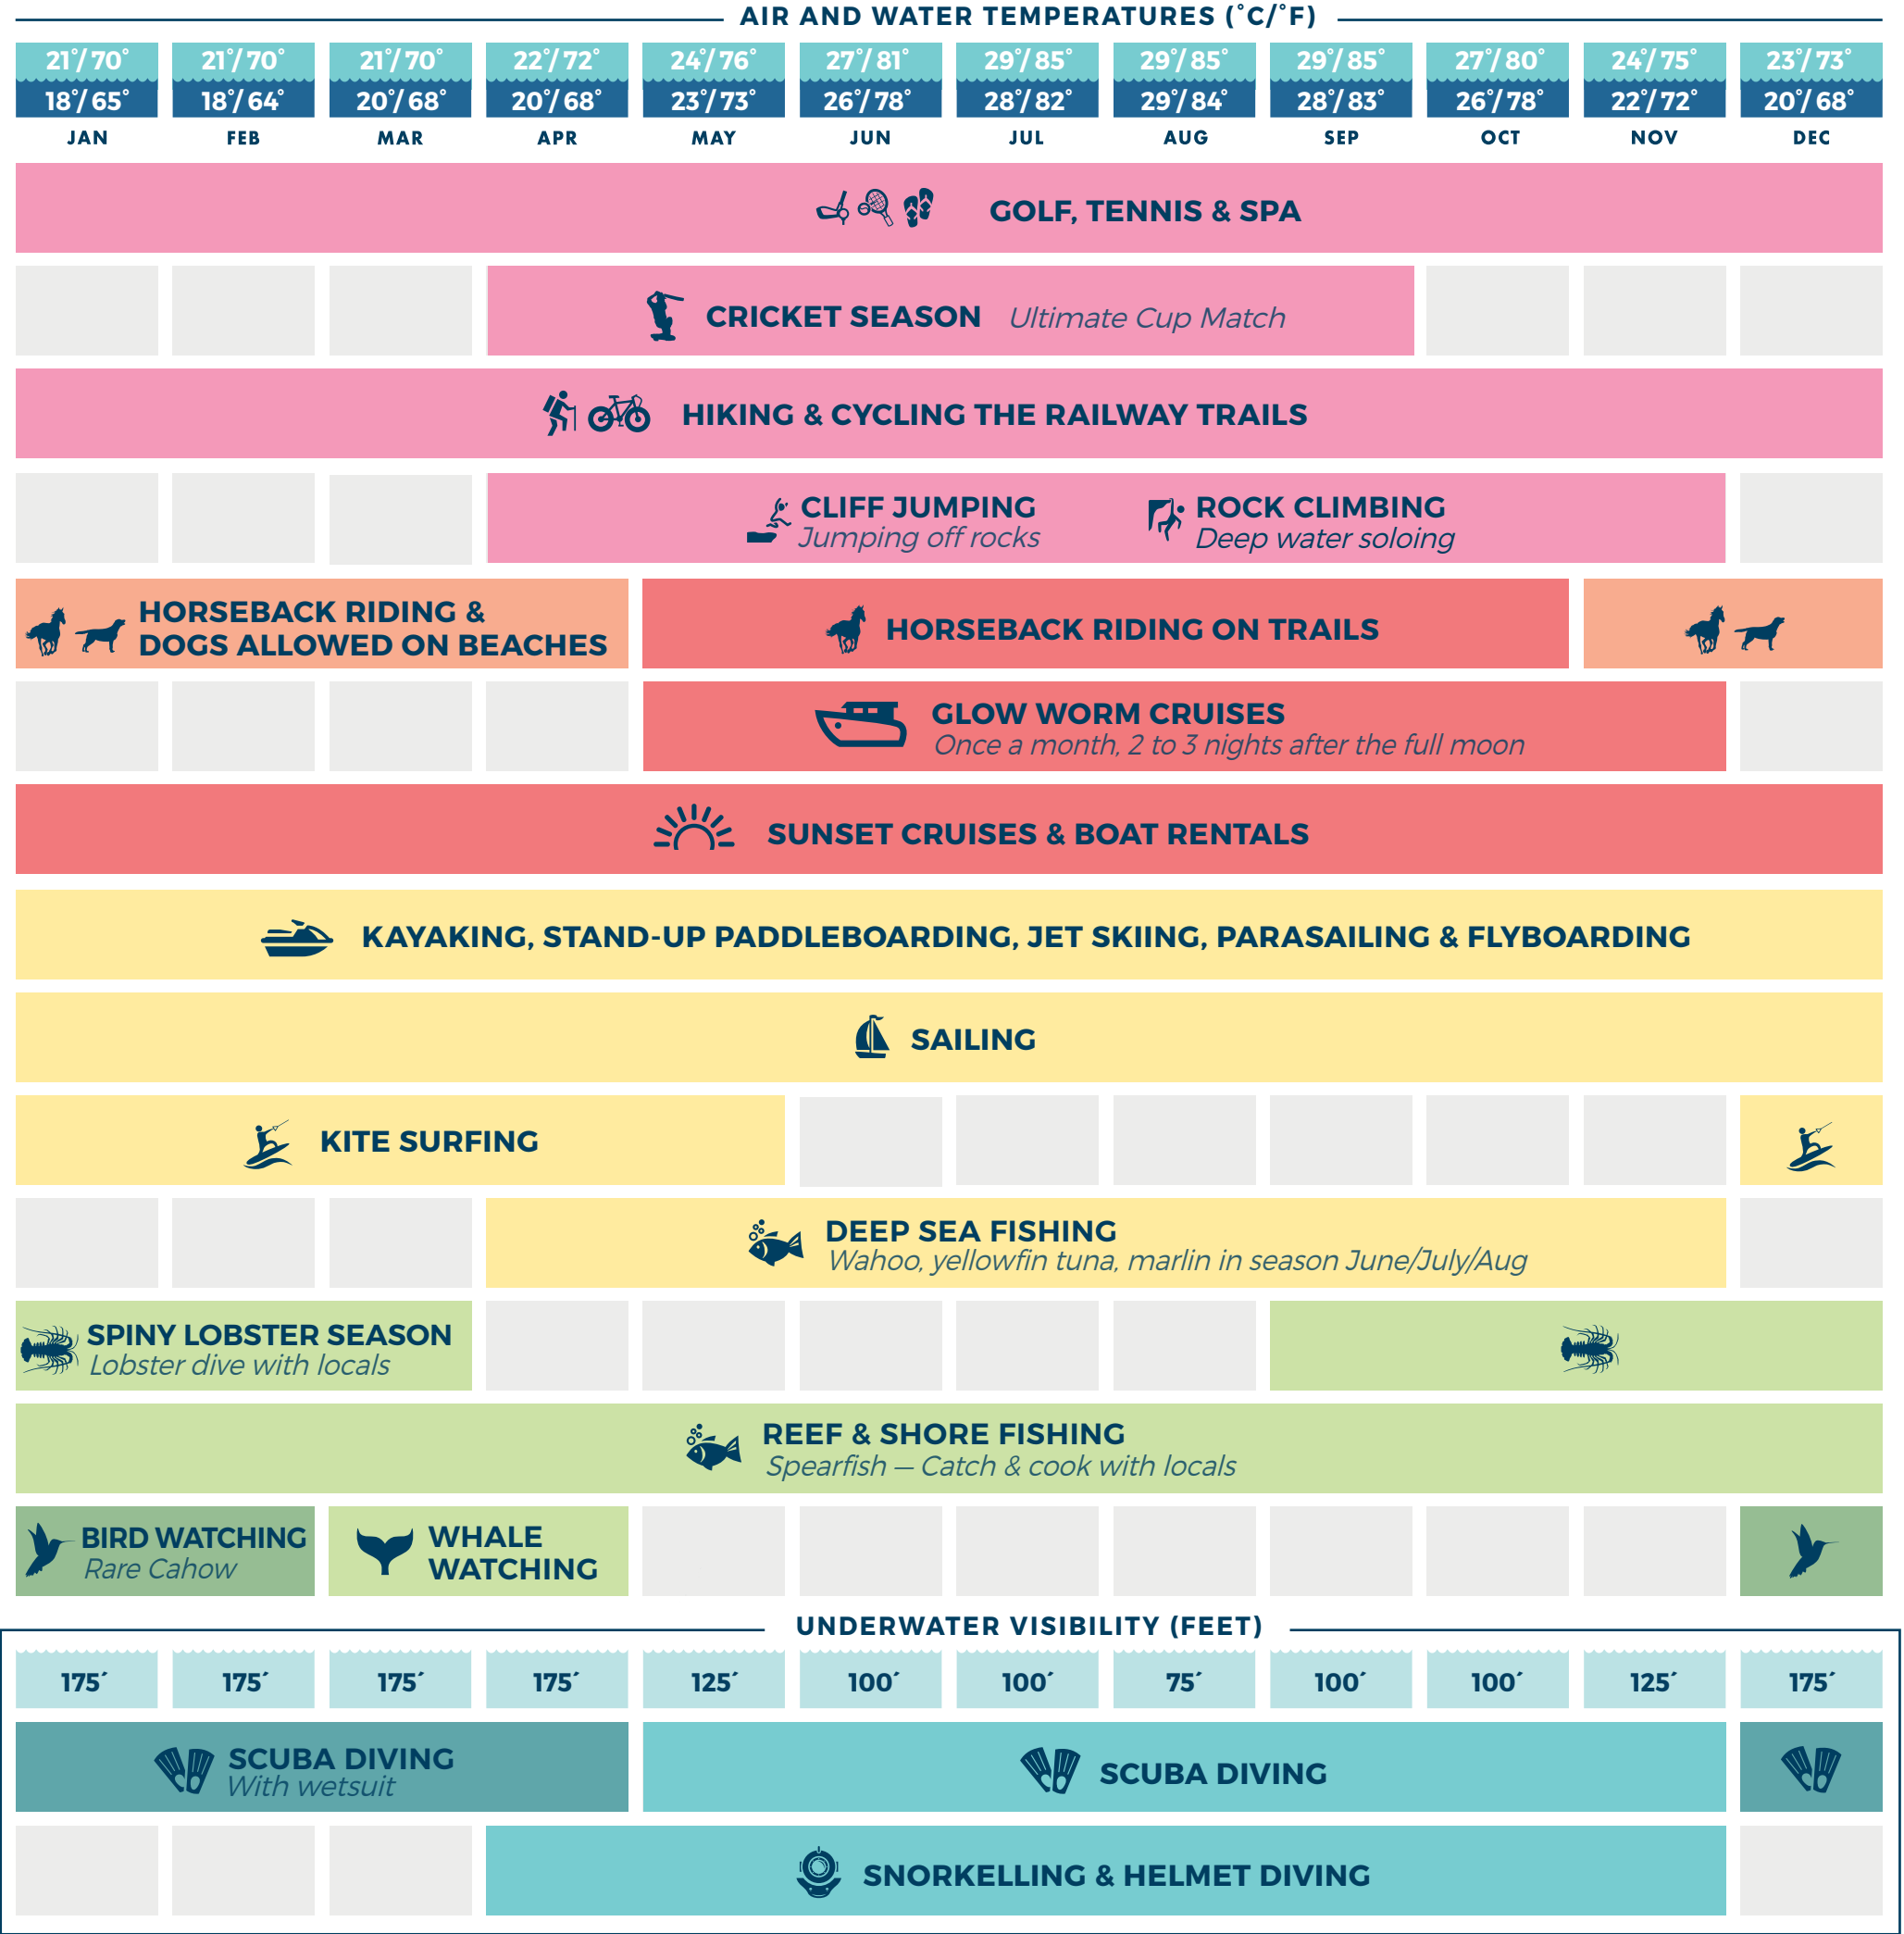 AIR AND WATER TEMPERATURES (˚C/˚F)
21˚/70˚ 21˚/70˚ 21˚/70˚ 22˚/72˚ 24˚/76˚ 27˚/81˚ 29˚/85˚ 29˚/85˚ 29˚/85˚ 27˚/80˚ 24˚/75˚ 23˚/73˚
18˚/65˚ 18˚/64˚ 20˚/68˚ 20˚/68˚ 23˚/73˚ 26˚/78˚ 28˚/82˚ 29˚/84˚ 28˚/83˚ 26˚/78˚ 22˚/72˚ 20˚/68˚
JAN FEB MAR APR MAY JUN JUL AUG SEP OCT NOV DEC
GOLF, TENNIS & SPA
CRICKET SEASON Ultimate Cup Match
HIKING & CYCLING THE RAILWAY TRAILS
CLIFF JUMPING
Jumping off rocks
ROCK CLIMBING
Deep water soloing
HORSEBACK RIDING &
DOGS ALLOWED ON BEACHES
HORSEBACK RIDING ON TRAILS
GLOW WORM CRUISES
Once a month, 2 to 3 nights after the full moon
SUNSET CRUISES & BOAT RENTALS
KAYAKING, STAND-UP PADDLEBOARDING, JET SKIING, PARASAILING & FLYBOARDING
SAILING
KITE SURFING
DEEP SEA FISHING
Wahoo, yellowfin tuna, marlin in season June/July/Aug
SPINY LOBSTER SEASON
Lobster dive with locals
REEF & SHORE FISHING
Spearfish — Catch & cook with locals
BIRD WATCHING
Rare Cahow
WHALE
WATCHING
UNDERWATER VISIBILITY (FEET)
175´ 175´ 175´ 175´ 125´ 100´ 100´ 75´ 100´ 100´ 125´ 175´
SCUBA DIVING
With wetsuit
SCUBA DIVING
SNORKELLING & HELMET DIVING